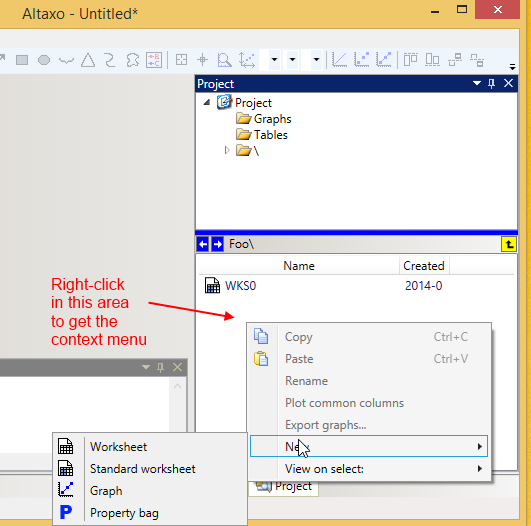 Altaxo - Untitled*
Project
Project
Graphs
Tables
\
Foo\
Name Created
WKS0 2014-0
Right-click
in this area
to get the
context menu
Copy Ctrl+C
Paste Ctrl+V
Rename
Plot common columns
Export graphs...
New
View on select:
Worksheet
Standard worksheet
Graph
P Property bag
Project